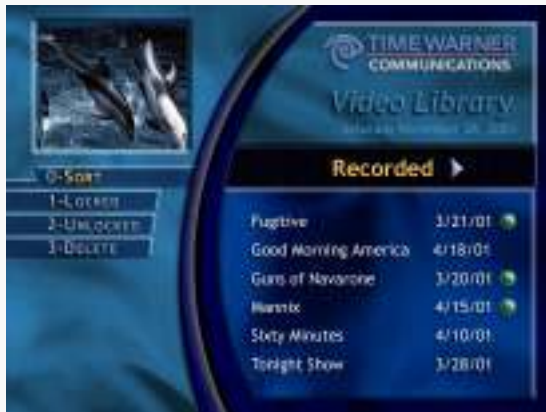 TIME WARNER
COMMUNICATIONS
Video Library
Recorded
0-SORT
1-LOCKED
2-UNLOCKED
3-DELETE
Fugitive 3/21/01
Good Morning America 4/18/01
Guns of Navarone 3/20/01
Mannix 4/15/01
Sixty Minutes 4/10/01
Tonight Show 3/28/01